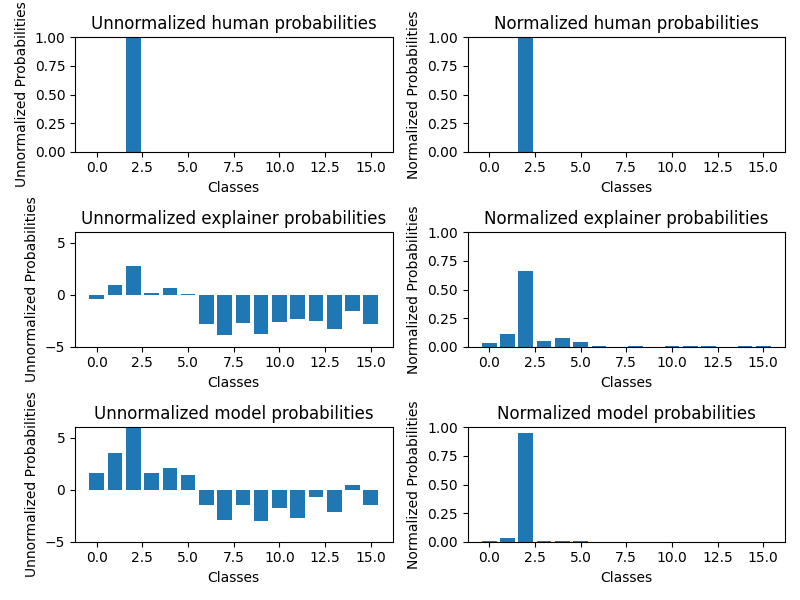 Unnormalized human probabilities
Unnormalized Probabilities
1.00
0.75
0.50
0.25
0.00
0.0 2.5 5.0 7.5 10.0 12.5 15.0
Classes
Normalized human probabilities
Normalized Probabilities
1.00
0.75
0.50
0.25
0.00
0.0 2.5 5.0 7.5 10.0 12.5 15.0
Classes
Unnormalized explainer probabilities
Unnormalized Probabilities
5
0
−5
0.0 2.5 5.0 7.5 10.0 12.5 15.0
Classes
Normalized explainer probabilities
Normalized Probabilities
1.00
0.75
0.50
0.25
0.00
0.0 2.5 5.0 7.5 10.0 12.5 15.0
Classes
Unnormalized model probabilities
Unnormalized Probabilities
5
0
−5
0.0 2.5 5.0 7.5 10.0 12.5 15.0
Classes
Normalized model probabilities
Normalized Probabilities
1.00
0.75
0.50
0.25
0.00
0.0 2.5 5.0 7.5 10.0 12.5 15.0
Classes